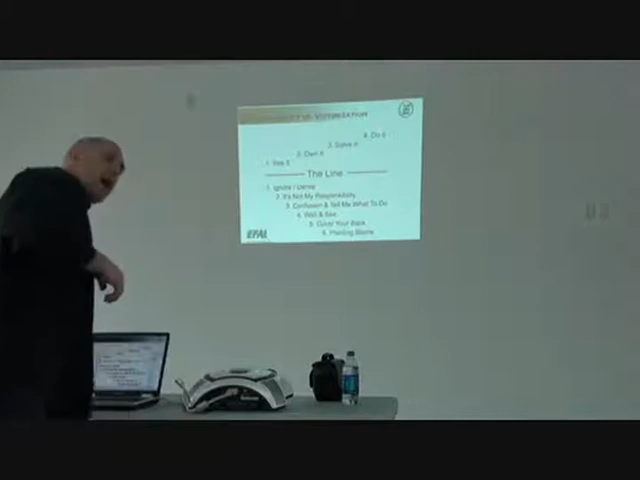 4. Do It
3. Solve It
2. Own It
1. See It
The Line
1. Ignore / Deny
2. It's Not My Responsibility
3. Confusion & Tell Me What To Do
4. Wait & See
5. Cover Your Back
6. Pointing Blame
EPAL